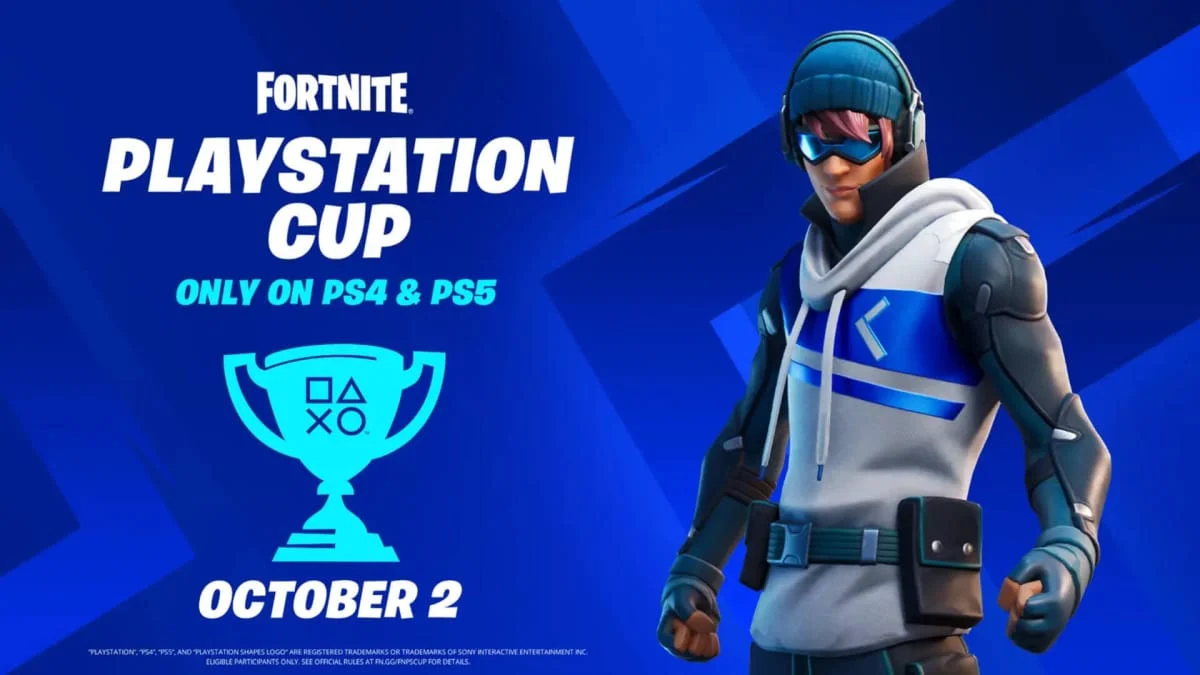 FORTNITE
PLAYSTATION
CUP
ONLY ON PS4 & PS5
OCTOBER 2
"PLAYSTATION", "PS4", "PS5", AND "PLAYSTATION SHAPES LOGO" ARE REGISTERED TRADEMARKS OR TRADEMARKS OF SONY INTERACTIVE ENTERTAINMENT INC.
ELIGIBLE PARTICIPANTS ONLY. SEE OFFICIAL RULES AT FN.GG/FNPSCUP FOR DETAILS.